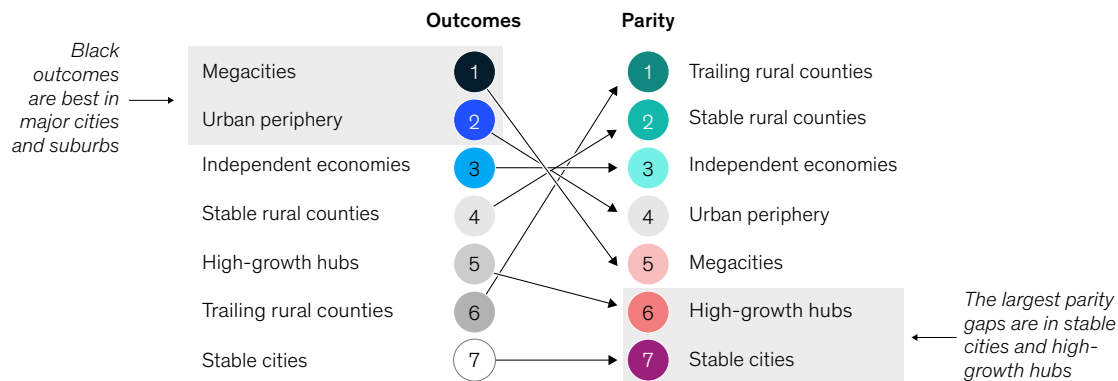 Outcomes
Parity
Black
outcomes
are best in
major cities
and suburbs
Megacities
1
1
Trailing rural counties
Urban periphery
2
2
Stable rural counties
Independent economies
3
3
Independent economies
Stable rural counties
4
4
Urban periphery
High-growth hubs
5
5
Megacities
Trailing rural counties
6
6
High-growth hubs
Stable cities
7
7
Stable cities
The largest parity
gaps are in stable
cities and high-
growth hubs